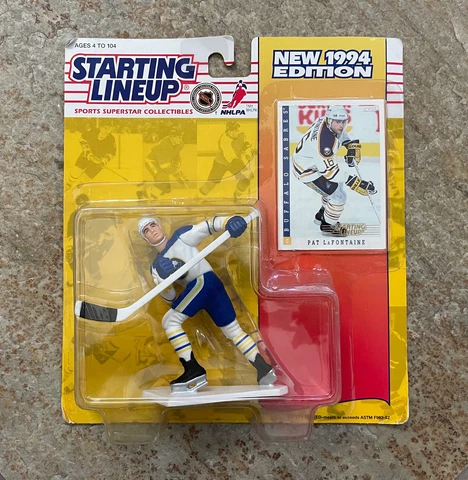 AGES 4 TO 104
STARTING
LINEUP
SPORTS SUPERSTAR COLLECTIBLES
NHLPA
NEW 1994
EDITION
BUFFALO SABRES
16
STARTING
LINEUP
PAT LaFONTAINE